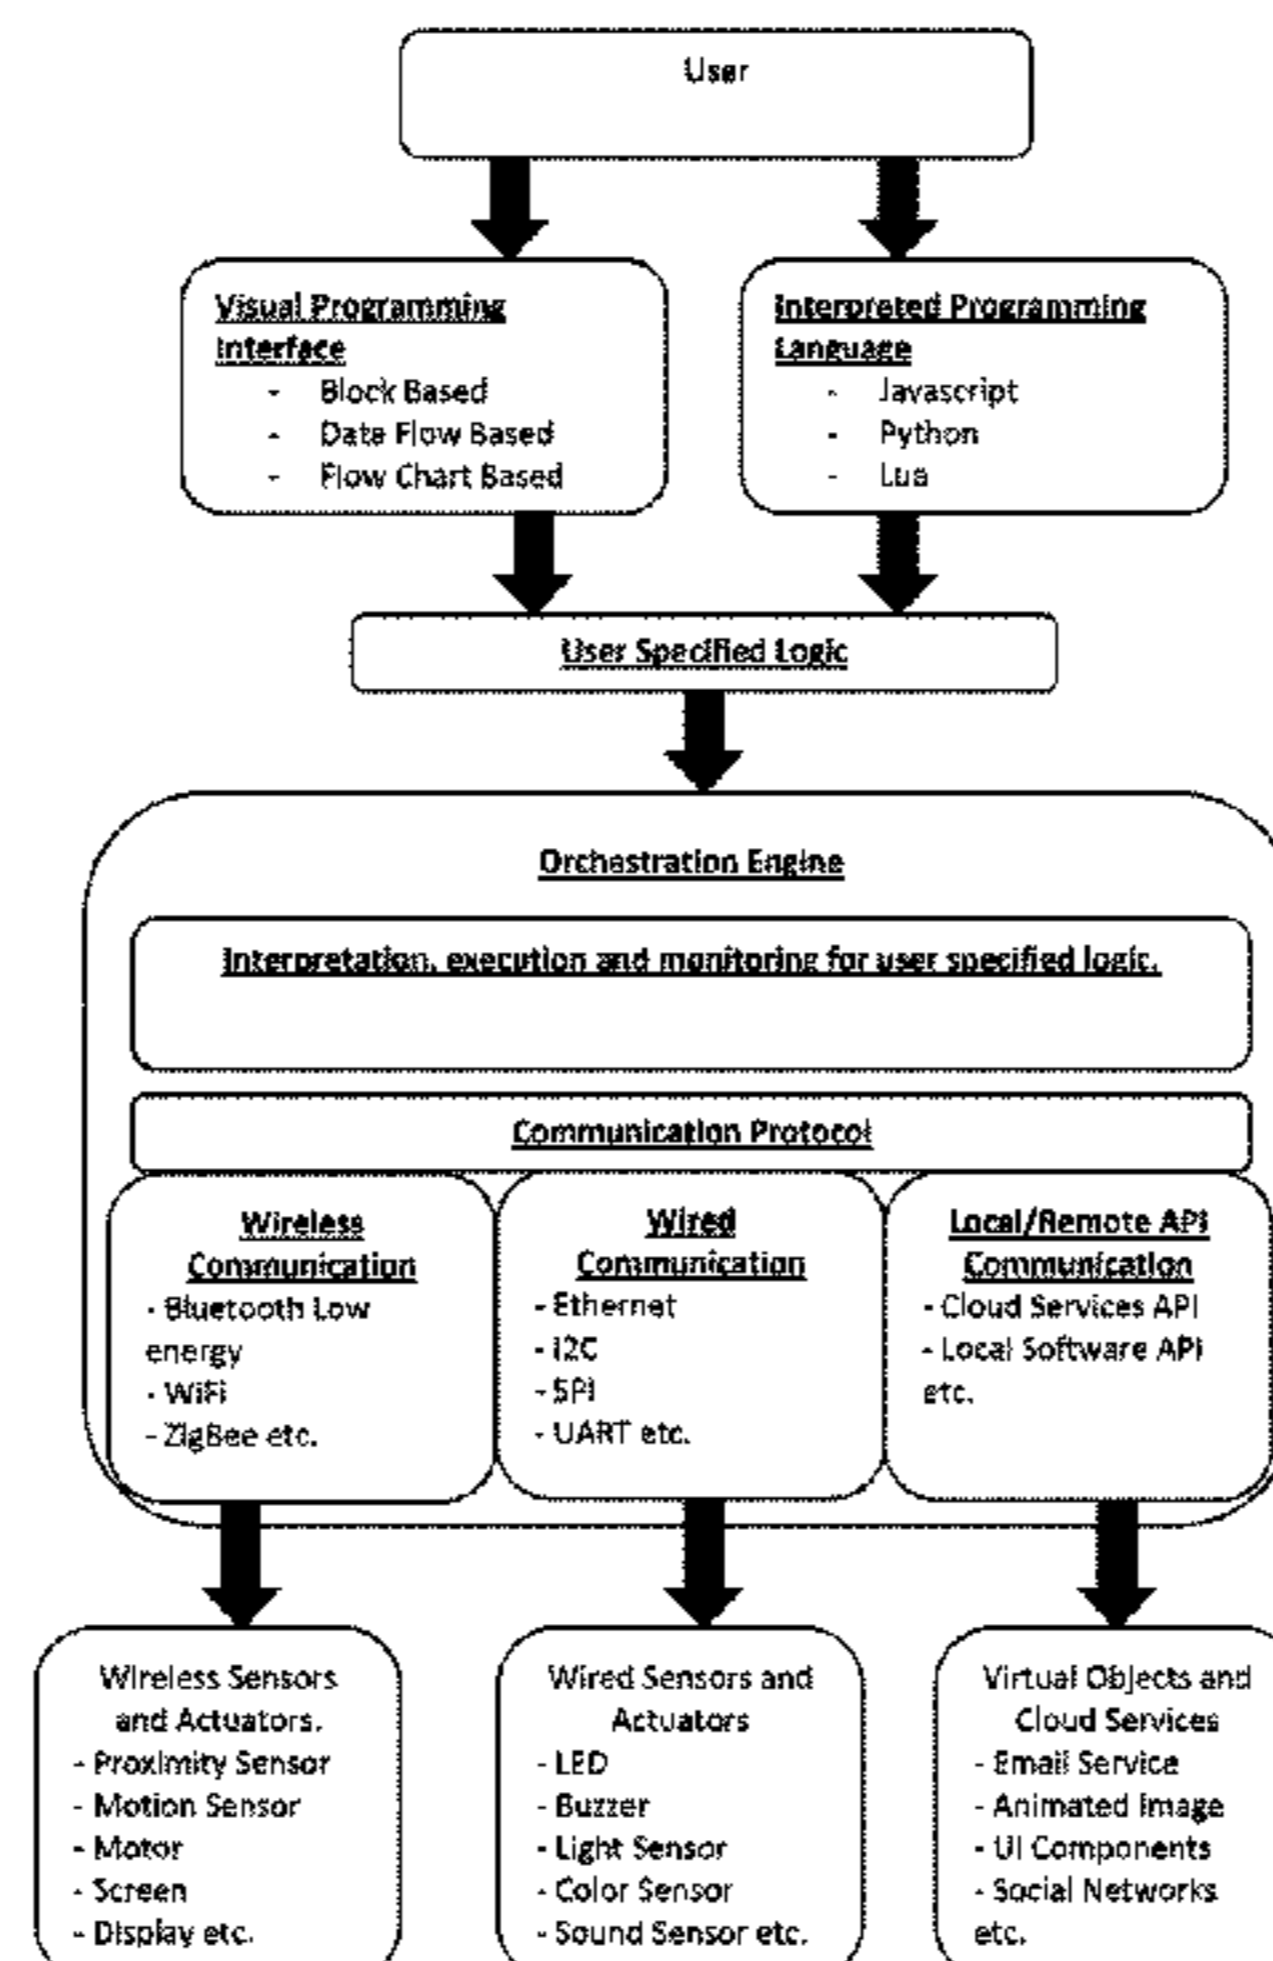 User
Visual Programming
Interface
- Block Based
- Date Flow Based
- Flow Chart Based
Interpreted Programming
Language
- Javascript
- Python
- Lua
User Specified Logic
Orchestration Engine
Interpretation, execution and monitoring for user specified logic.
Communication Protocol
Wireless
Communication
- Bluetooth Low
energy
- WiFi
- ZigBee etc.
Wired
Communication
- Ethernet
- I2C
- SPI
- UART etc.
Local/Remote API
Communication
- Cloud Services API
- Local Software API
etc.
Wireless Sensors
and Actuators.
- Proximity Sensor
- Motion Sensor
- Motor
- Screen
- Display etc.
Wired Sensors and
Actuators
- LED
- Buzzer
- Light Sensor
- Color Sensor
- Sound Sensor etc.
Virtual Objects and
Cloud Services
- Email Service
- Animated Image
- UI Components
- Social Networks
etc.